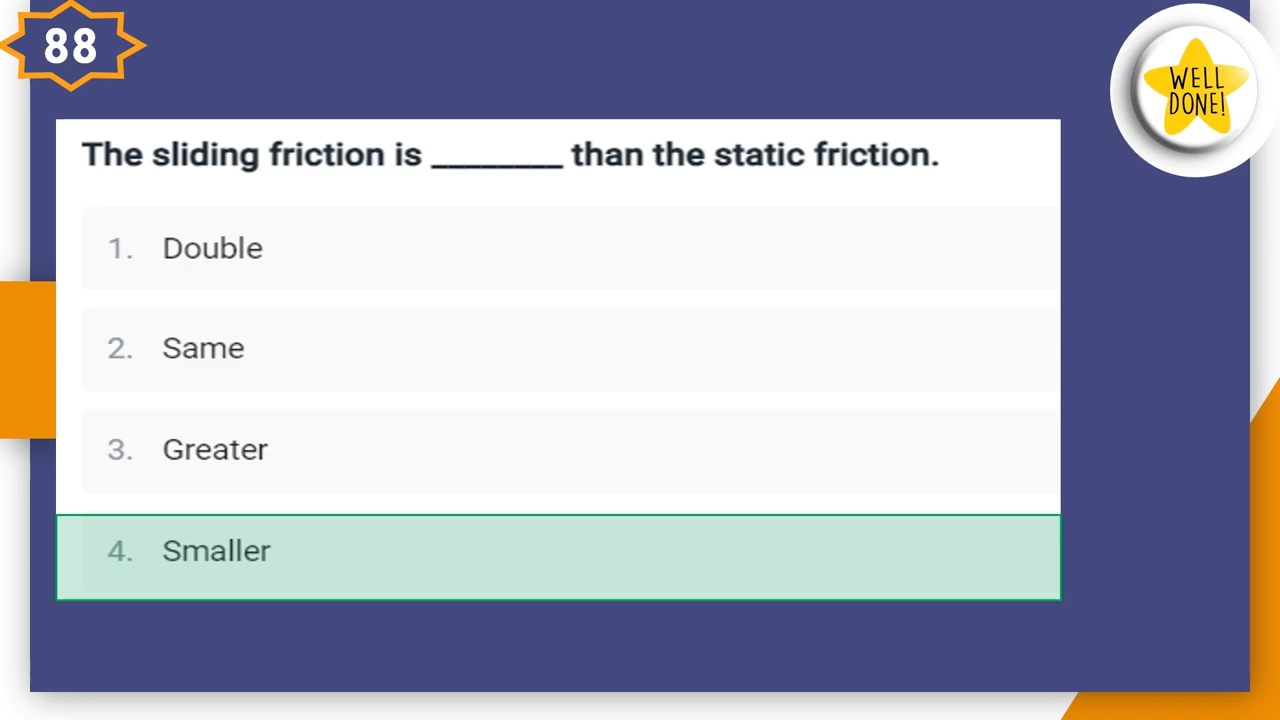 88
WELL
DONE!
The sliding friction is ________ than the static friction.
1. Double
2. Same
3. Greater
4. Smaller